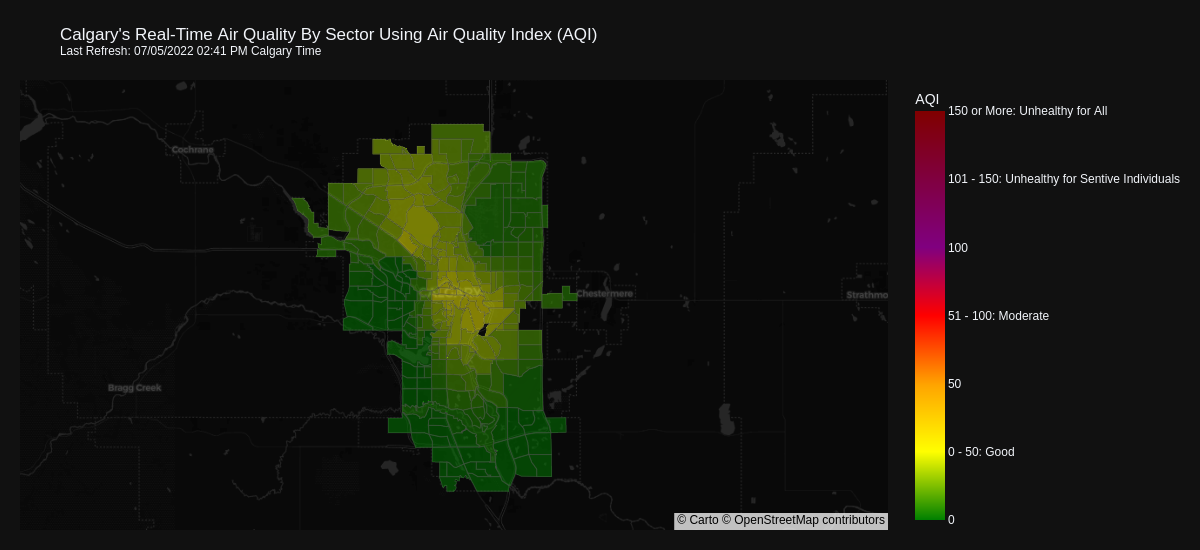 Calgary's Real-Time Air Quality By Sector Using Air Quality Index (AQI)
Last Refresh: 07/05/2022 02:41 PM Calgary Time
AQI
150 or More: Unhealthy for All
Cochrane
101 - 150: Unhealthy for Sentive Individuals
100
Chestermere
Strathmo
51 - 100: Moderate
50
Bragg Creek
0 - 50: Good
0
© Carto © OpenStreetMap contributors